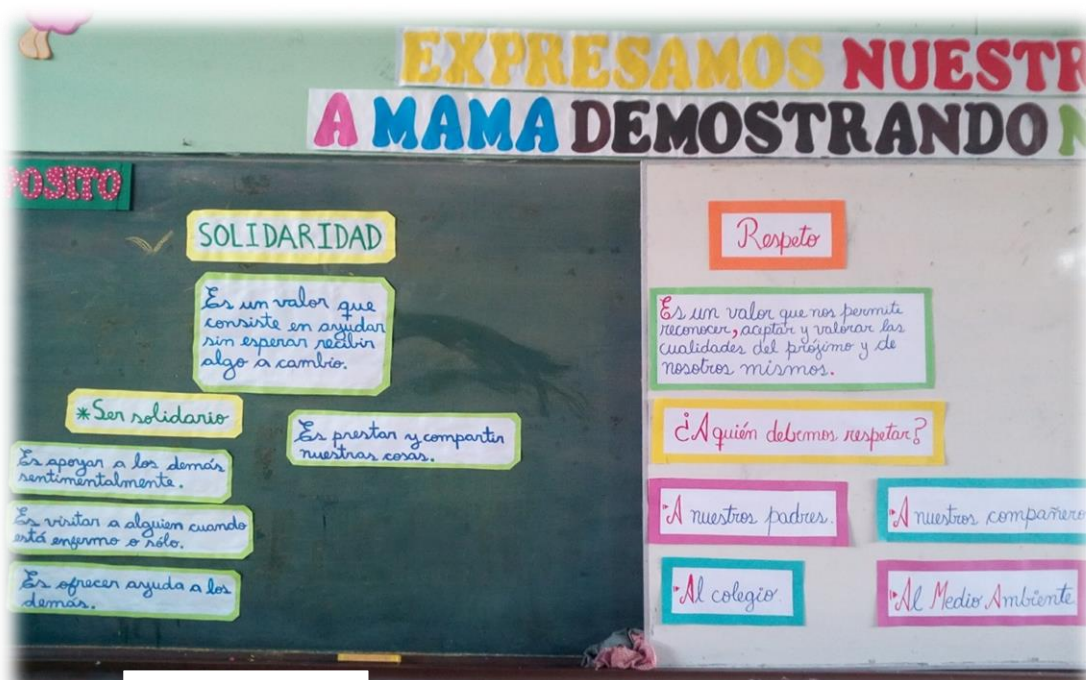 EXPRESAMOS NUESTR
A MAMA DEMOSTRANDO N
POSITO
SOLIDARIDAD
Es un valor que
consiste en ayudar
sin esperar recibir
algo a cambio.
*Ser solidario
Es apoyar a los demás
sentimentalmente.
Es visitar a alguien cuando
está enfermo o sólo.
Es ofrecer ayuda a los
demás.
Es prestar y compartir
nuestras cosas.
Respeto
Es un valor que nos permite
reconocer, aceptar y valorar las
cualidades del prójimo y de
nosotros mismos.
¿A quién debemos respetar?
A nuestros padres.
A nuestros compañero
Al colegio.
Al Medio Ambiente